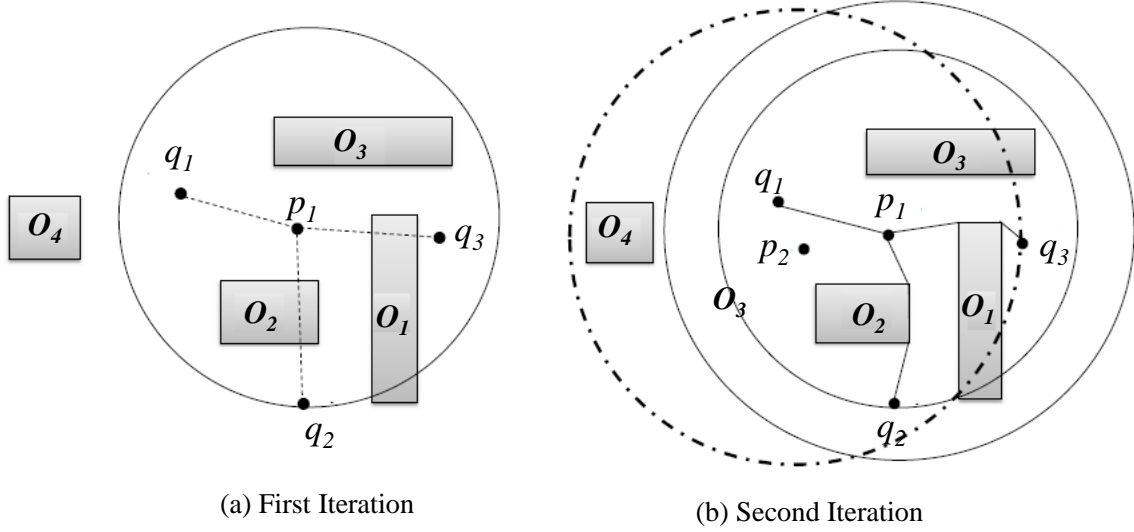 O3
q1
p1
O4
q3
O2
O1
q2
(a) First Iteration
O3
q1
O4
p1
p2
q3
O3
O2
O1
q2
(b) Second Iteration